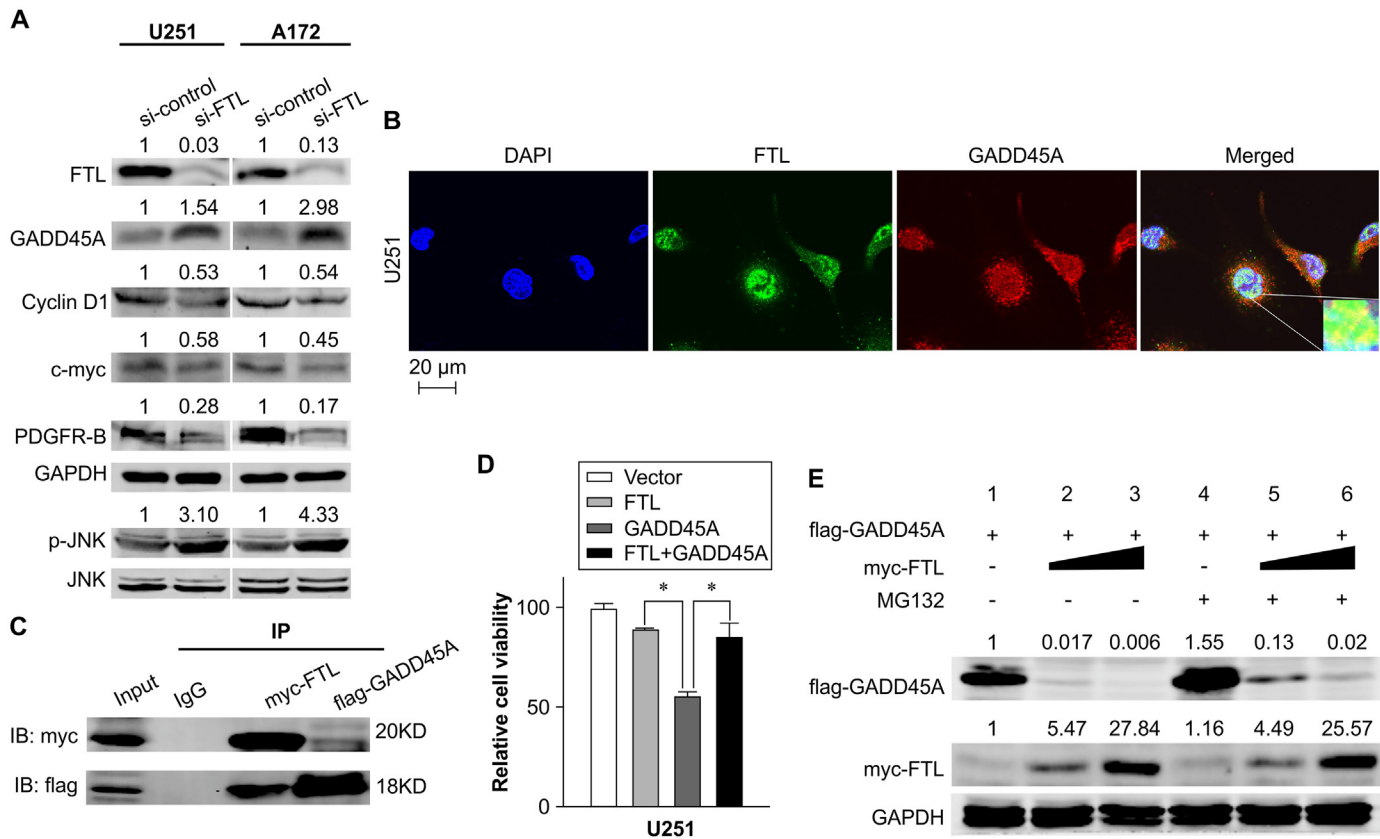 A
U251 A172
si-control si-FTL si-control si-FTL
1 0.03 1 0.13
FTL
1 1.54 1 2.98
GADD45A
1 0.53 1 0.54
Cyclin D1
1 0.58 1 0.45
c-myc
1 0.28 1 0.17
PDGFR-B
GAPDH
1 3.10 1 4.33
p-JNK
JNK
B
DAPI FTL GADD45A Merged
U251
20 μm
C
IP
Input IgG myc-FTL flag-GADD45A
IB: myc 20KD
IB: flag 18KD
D
Vector
FTL
GADD45A
FTL+GADD45A
* *
Relative cell viability
100
50
0
U251
E
1 2 3 4 5 6
flag-GADD45A + + + + + +
myc-FTL - -
MG132 - - - + + +
1 0.017 0.006 1.55 0.13 0.02
flag-GADD45A
1 5.47 27.84 1.16 4.49 25.57
myc-FTL
GAPDH